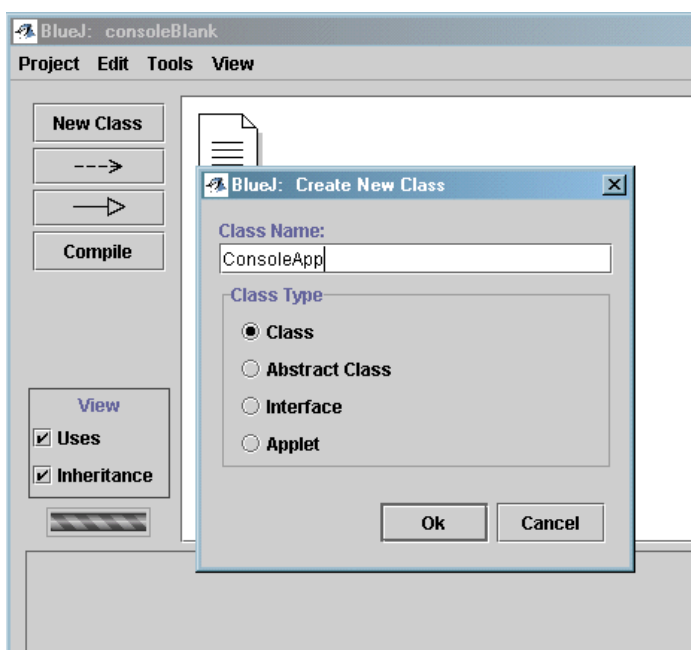 BlueJ: consoleBlank
Project Edit Tools View
New Class
Compile
View
Uses
Inheritance
BlueJ: Create New Class
Class Name:
ConsoleApp
Class Type
Class
Abstract Class
Interface
Applet
Ok Cancel